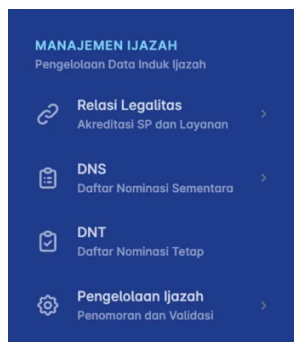 MANAJEMEN IJAZAH
Pengelolaan Data Induk Ijazah
Relasi Legalitas
Akreditasi SP dan Layanan
DNS
Daftar Nominasi Sementara
DNT
Daftar Nominasi Tetap
Pengelolaan Ijazah
Penomoran dan Validasi